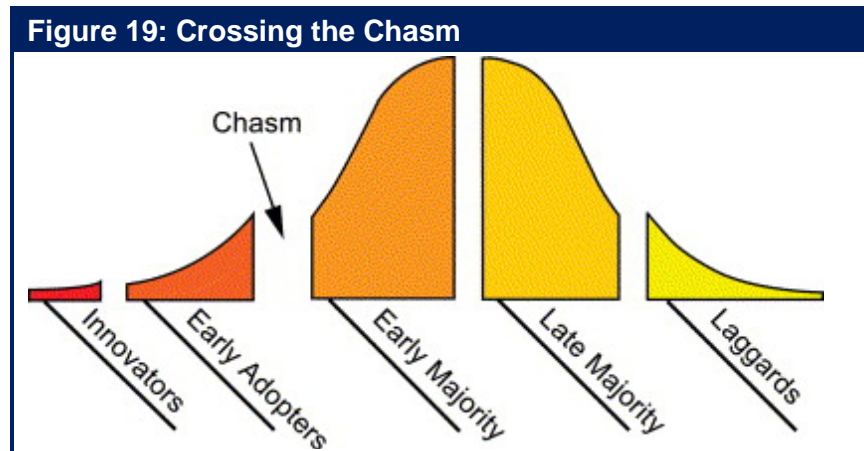 Figure 19: Crossing the Chasm
Chasm
Innovators
Early Adopters
Early Majority
Late Majority
Laggards